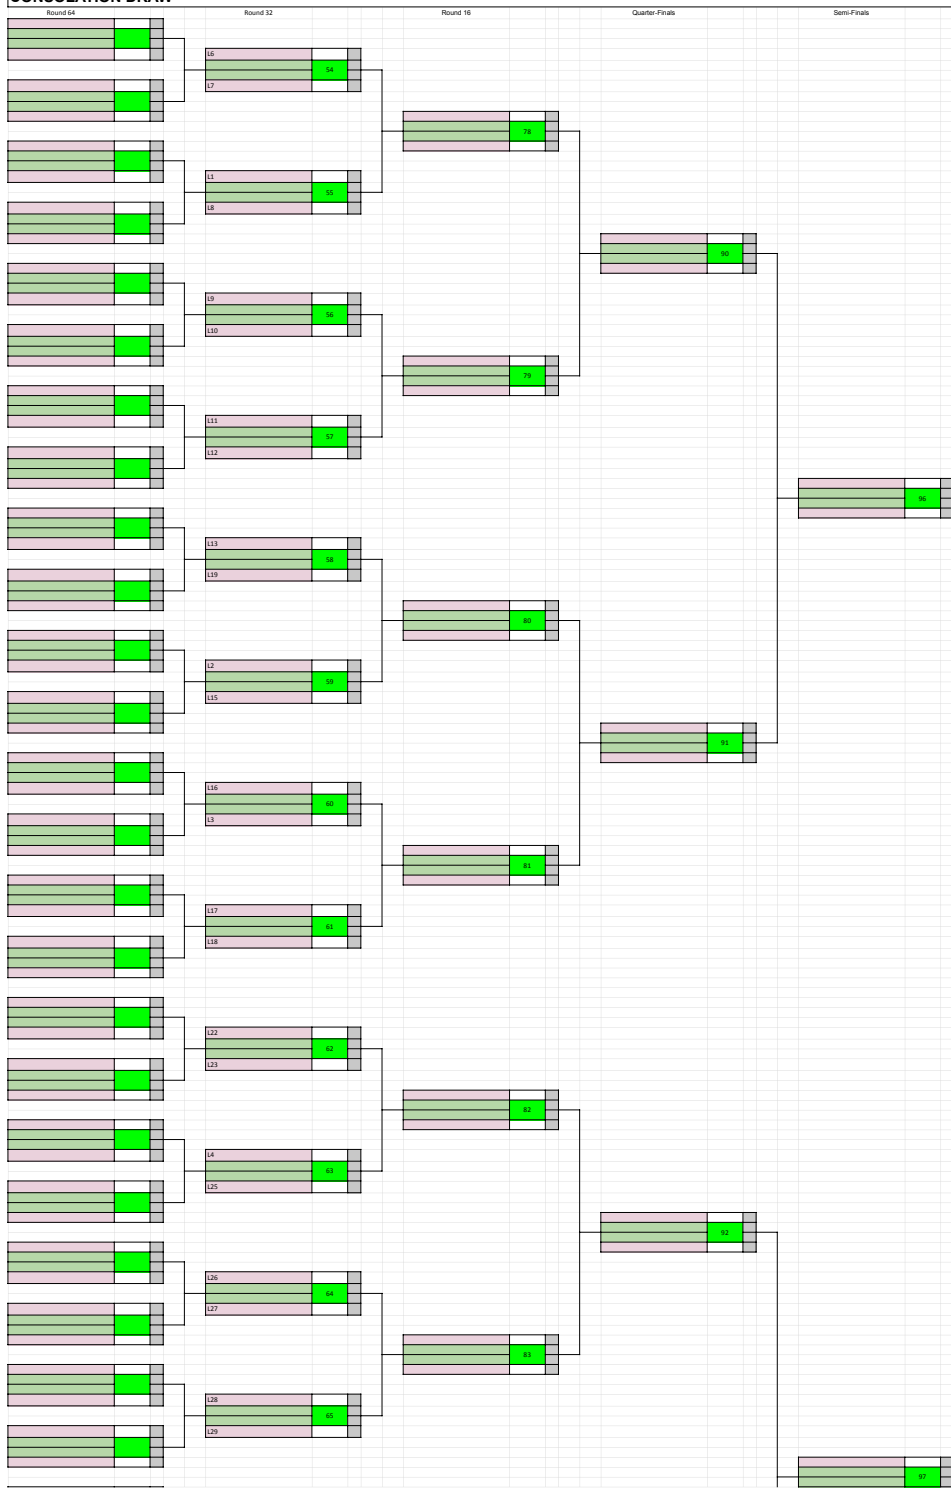 CONSOLATION DRAW
Round 64 Round 32 Round 16 Quarter-Finals Semi-Finals
L6
54
L7
78
L1
55
L8
90
L9
56
L10
79
L11
57
L12
96
L13
58
L19
80
L2
59
L15
91
L16
60
L3
81
L17
61
L18
L22
62
L23
82
L4
63
L25
92
L26
64
L27
83
L28
65
L29
97